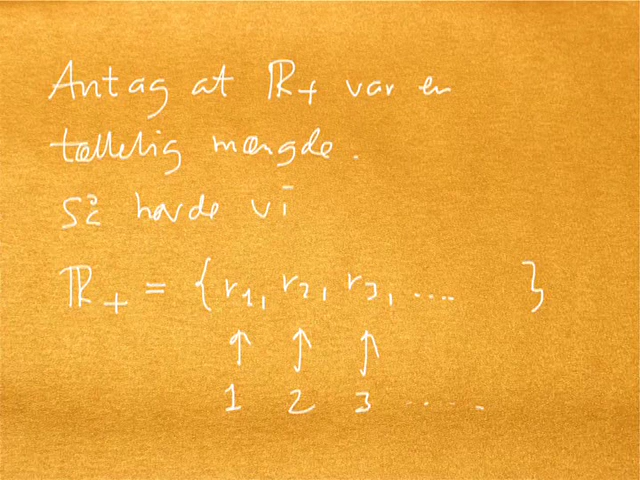 Antag at ℝ+ var en
tællelig mængde.
Så havde vi
ℝ+ = {r1, r2, r3, .... }
↑ ↑ ↑
1 2 3 .....